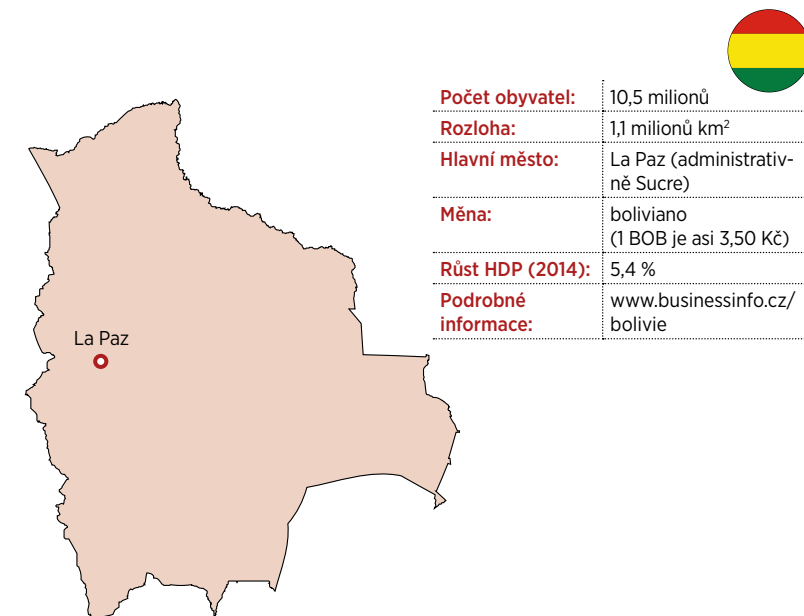 Počet obyvatel: 10,5 milionů
Rozloha: 1,1 milionů km²
Hlavní město: La Paz (administrativ-
ně Sucre)
Měna: boliviano
(1 BOB je asi 3,50 Kč)
Růst HDP (2014): 5,4 %
Podrobné www.businessinfo.cz/
informace: bolivie
La Paz